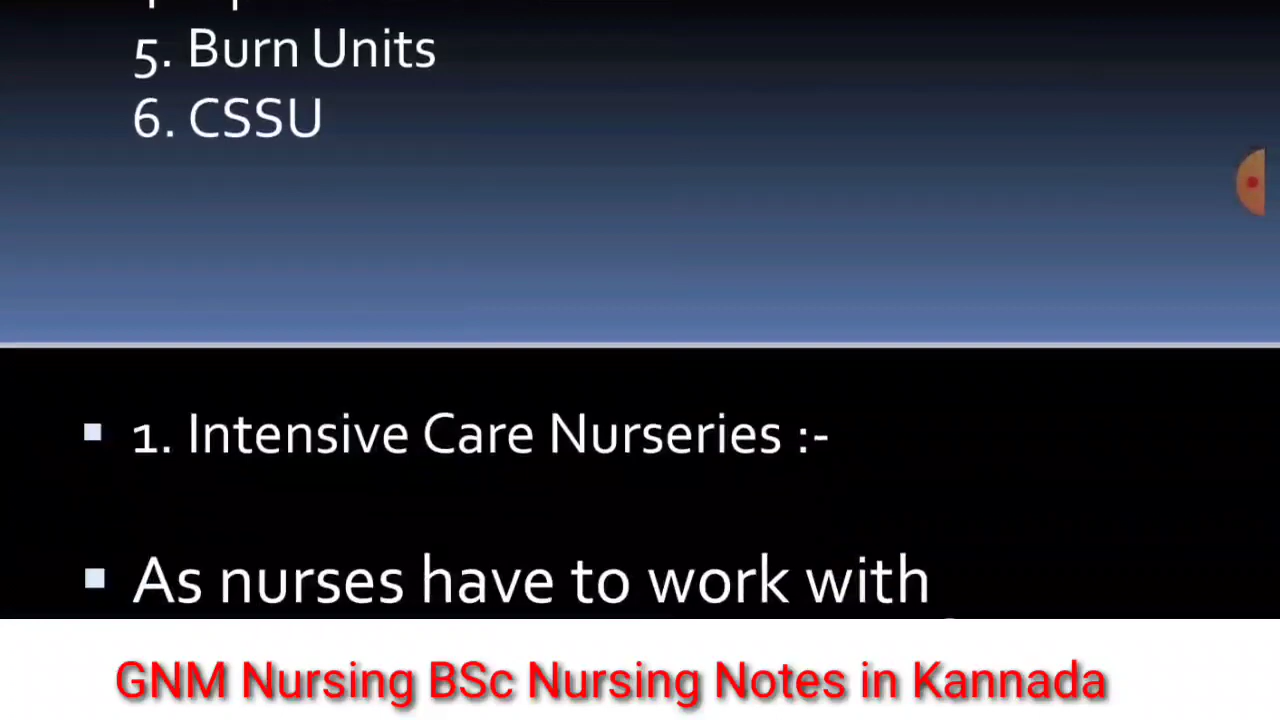 5. Burn Units
6. CSSU
▪ 1. Intensive Care Nurseries :-
▪ As nurses have to work with
GNM Nursing BSc Nursing Notes in Kannada